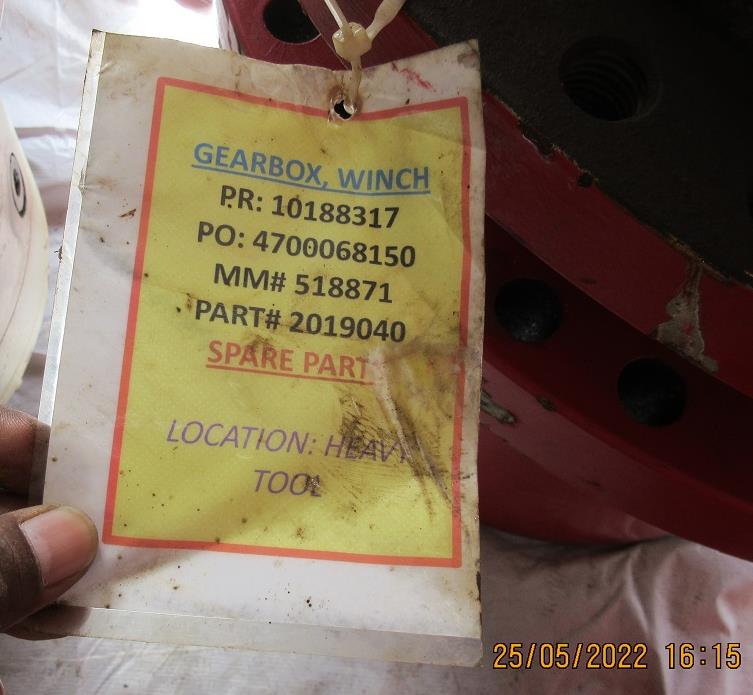 GEARBOX, WINCH
PR: 10188317
PO: 4700068150
MM# 518871
PART# 2019040
SPARE PART
LOCATION: HEAVY
TOOL
25/05/2022 16:15